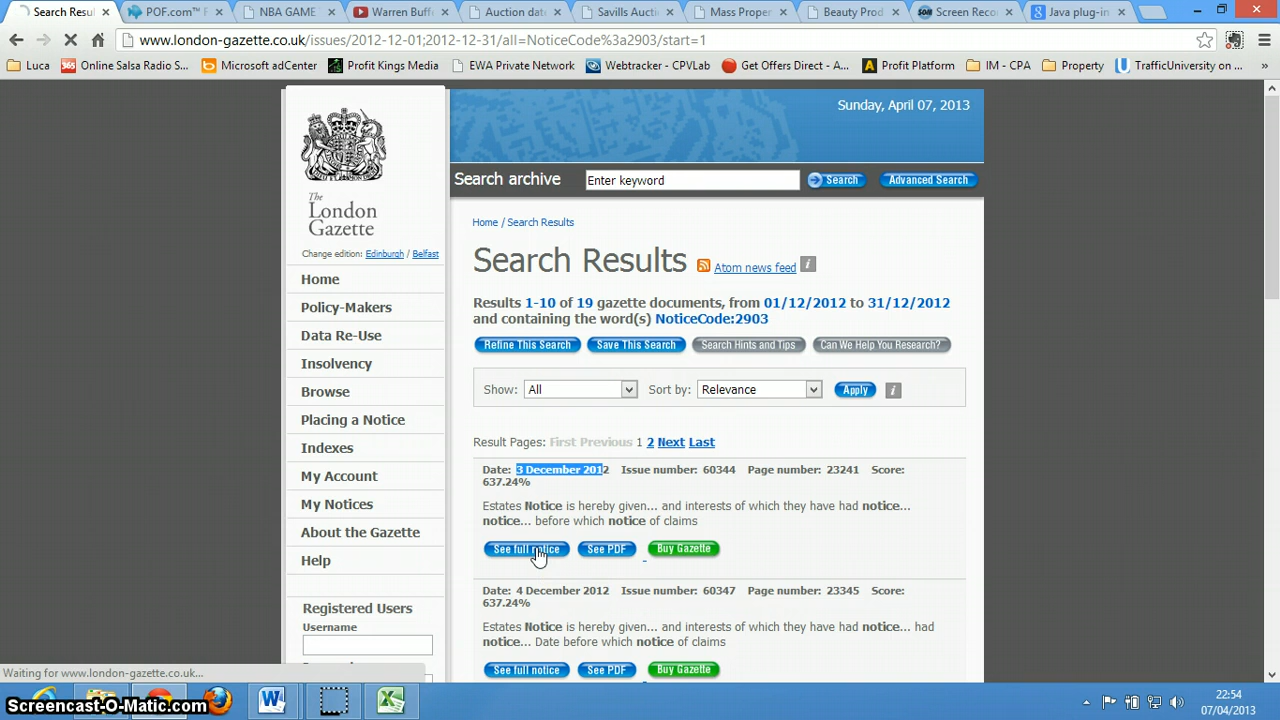 Search Resul
POF.com™ F
NBA GAME
Warren Buff
Auction date
Savills Aucti
Mass Proper
Beauty Prod
Screen Reco
Java plug-in
www.london-gazette.co.uk/issues/2012-12-01;2012-12-31/all=NoticeCode%3a2903/start=1
Luca
Online Salsa Radio S...
Microsoft adCenter
Profit Kings Media
EWA Private Network
Webtracker - CPVLab
Get Offers Direct - A...
Profit Platform
IM - CPA
Property
TrafficUniversity on ...
»
Sunday, April 07, 2013
The
London
Gazette
Change edition: Edinburgh / Belfast
Search archive
Enter keyword
Search
Advanced Search
Home / Search Results
Search Results
Atom news feed
Results 1-10 of 19 gazette documents, from 01/12/2012 to 31/12/2012
and containing the word(s) NoticeCode:2903
Refine This Search
Save This Search
Search Hints and Tips
Can We Help You Research?
Show: All
Sort by: Relevance
Apply
Result Pages: First Previous 1 2 Next Last
Date: 3 December 2012 Issue number: 60344 Page number: 23241 Score:
637.24%
Estates Notice is hereby given... and interests of which they have had notice...
notice... before which notice of claims
See full notice
See PDF
Buy Gazette
Date: 4 December 2012 Issue number: 60347 Page number: 23345 Score:
637.24%
Estates Notice is hereby given... and interests of which they have had notice... had
notice... Date before which notice of claims
See full notice
See PDF
Buy Gazette
Home
Policy-Makers
Data Re-Use
Insolvency
Browse
Placing a Notice
Indexes
My Account
My Notices
About the Gazette
Help
Registered Users
Username
Waiting for www.london-gazette.co.uk...
Screencast-O-Matic.com
22:54
07/04/2013